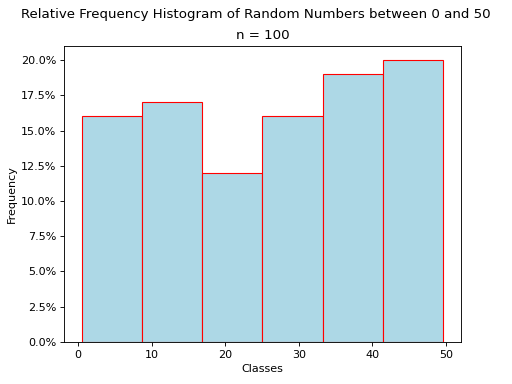 Relative Frequency Histogram of Random Numbers between 0 and 50
n = 100
20.0%
17.5%
15.0%
12.5%
10.0%
7.5%
5.0%
2.5%
0.0%
Frequency
0 10 20 30 40 50
Classes